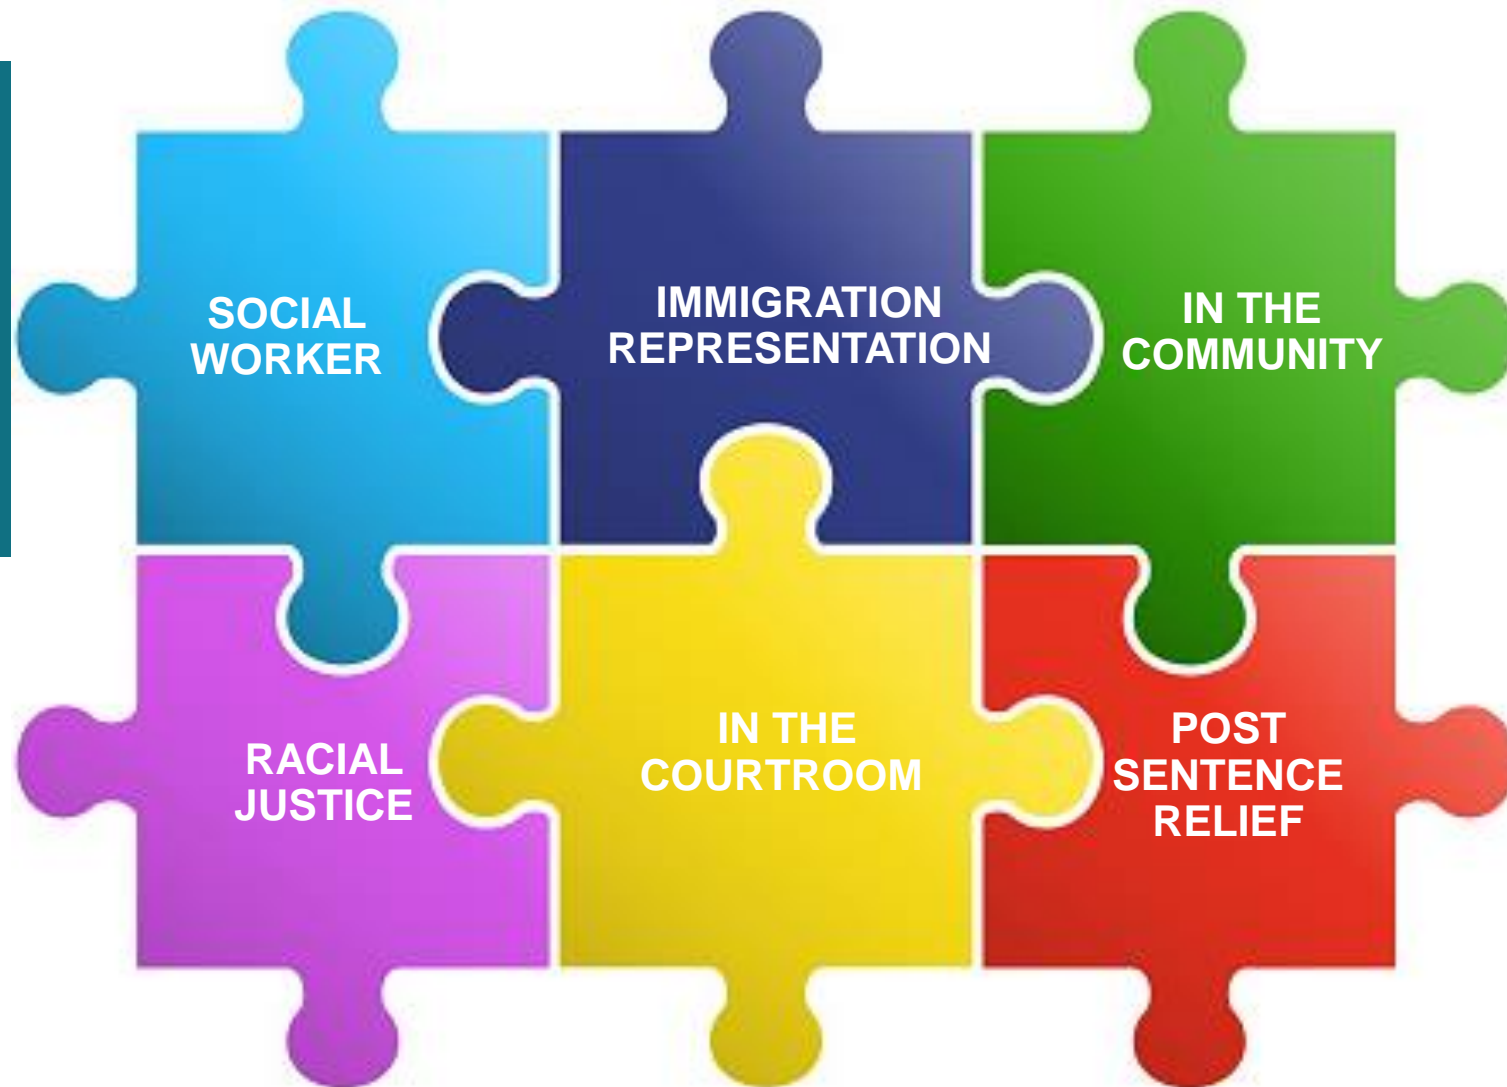 SOCIAL
WORKER
IMMIGRATION
REPRESENTATION
IN THE
COMMUNITY
RACIAL
JUSTICE
IN THE
COURTROOM
POST
SENTENCE
RELIEF